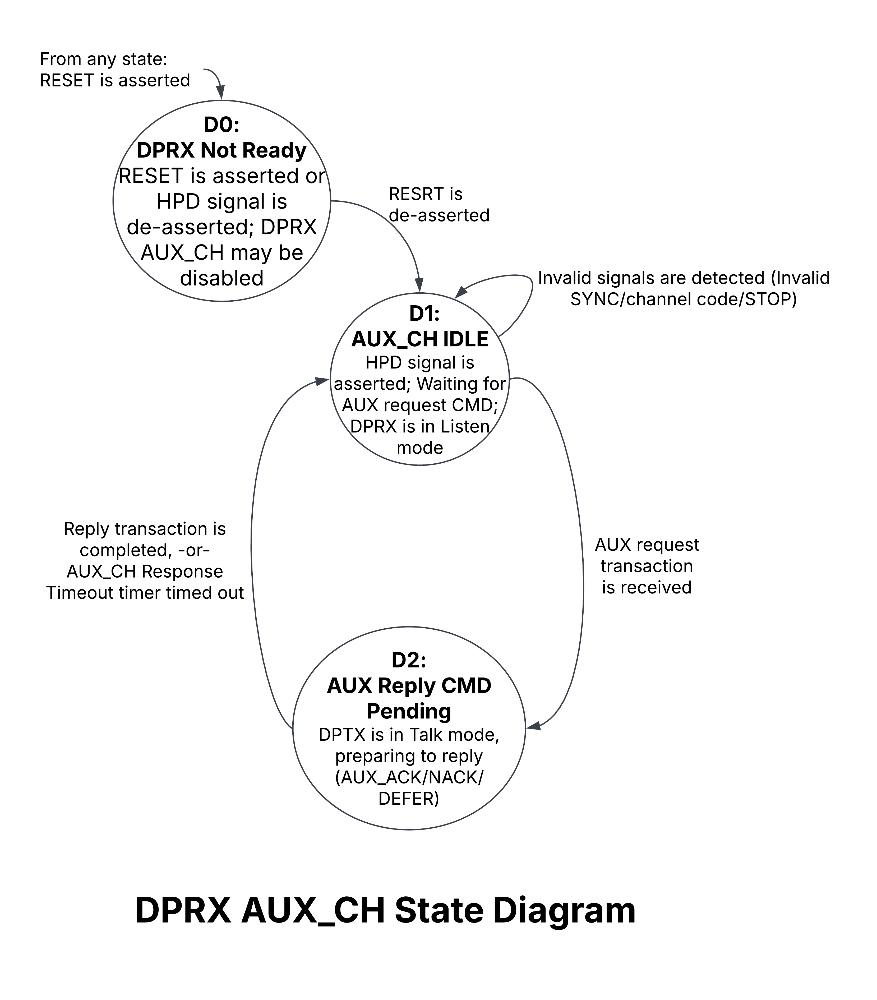 From any state:
RESET is asserted
D0:
DPRX Not Ready
RESET is asserted or
HPD signal is
de-asserted; DPRX
AUX_CH may be
disabled
RESRT is
de-asserted
Invalid signals are detected (Invalid
SYNC/channel code/STOP)
D1:
AUX_CH IDLE
HPD signal is
asserted; Waiting for
AUX request CMD;
DPRX is in Listen
mode
Reply transaction is
completed, -or-
AUX_CH Response
Timeout timer timed out
AUX request
transaction
is received
D2:
AUX Reply CMD
Pending
DPTX is in Talk mode,
preparing to reply
(AUX_ACK/NACK/
DEFER)
DPRX AUX_CH State Diagram